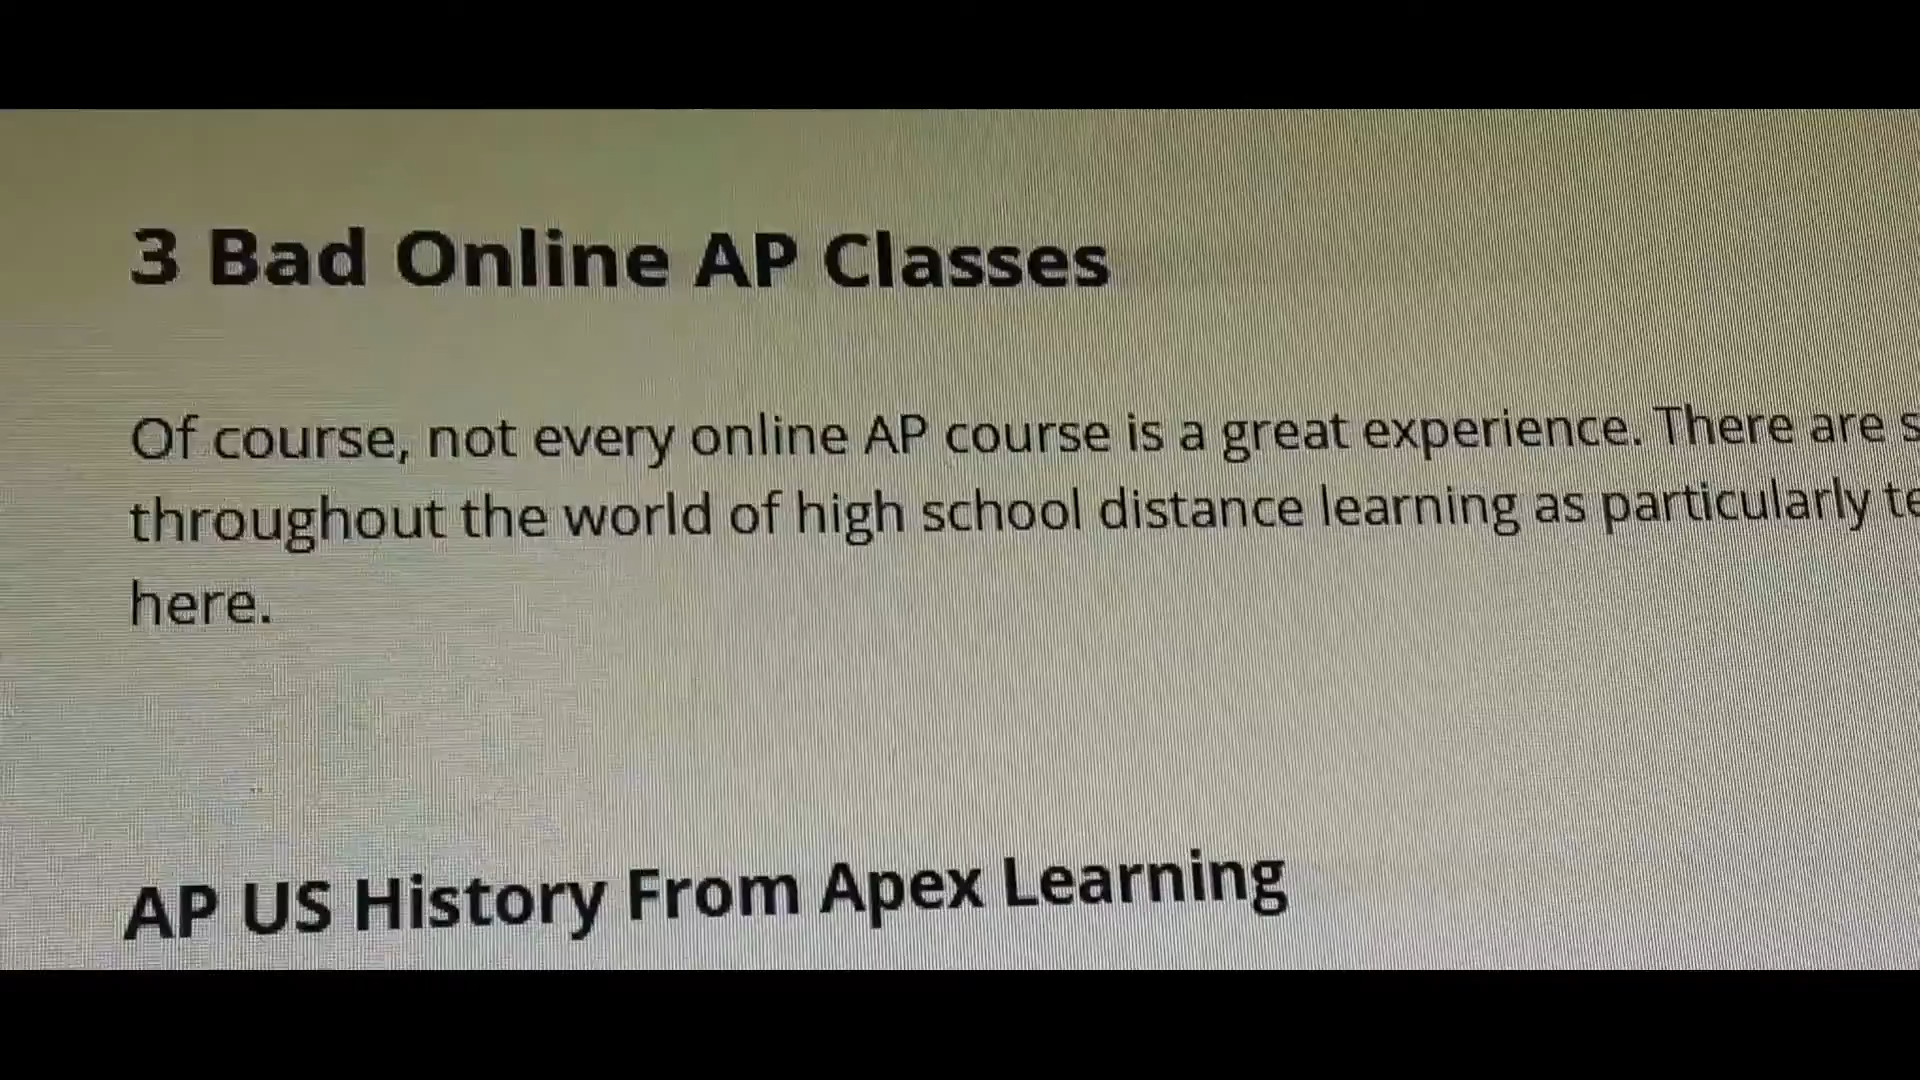 3 Bad Online AP Classes
Of course, not every online AP course is a great experience. There are
throughout the world of high school distance learning as particularly
here.
AP US History From Apex Learning